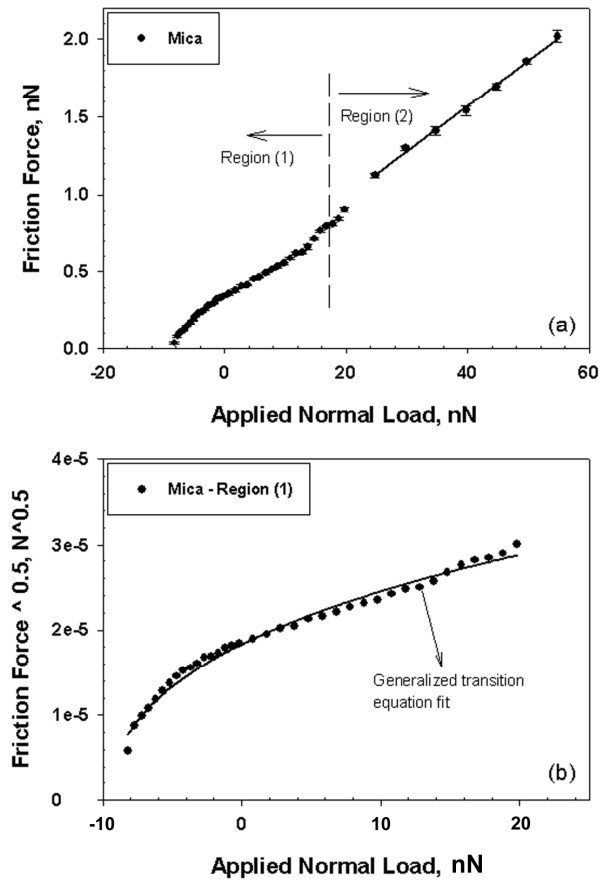 2.0
Mica
1.5
Region (2)
Region (1)
1.0
0.5
0.0
(a)
-20
0
20
40
60
Friction Force, nN
Applied Normal Load, nN
4e-5
Mica - Region (1)
3e-5
2e-5
1e-5
0
Generalized transition
equation fit
(b)
-10
0
10
20
Friction Force ^ 0.5, N^0.5
Applied Normal Load, nN